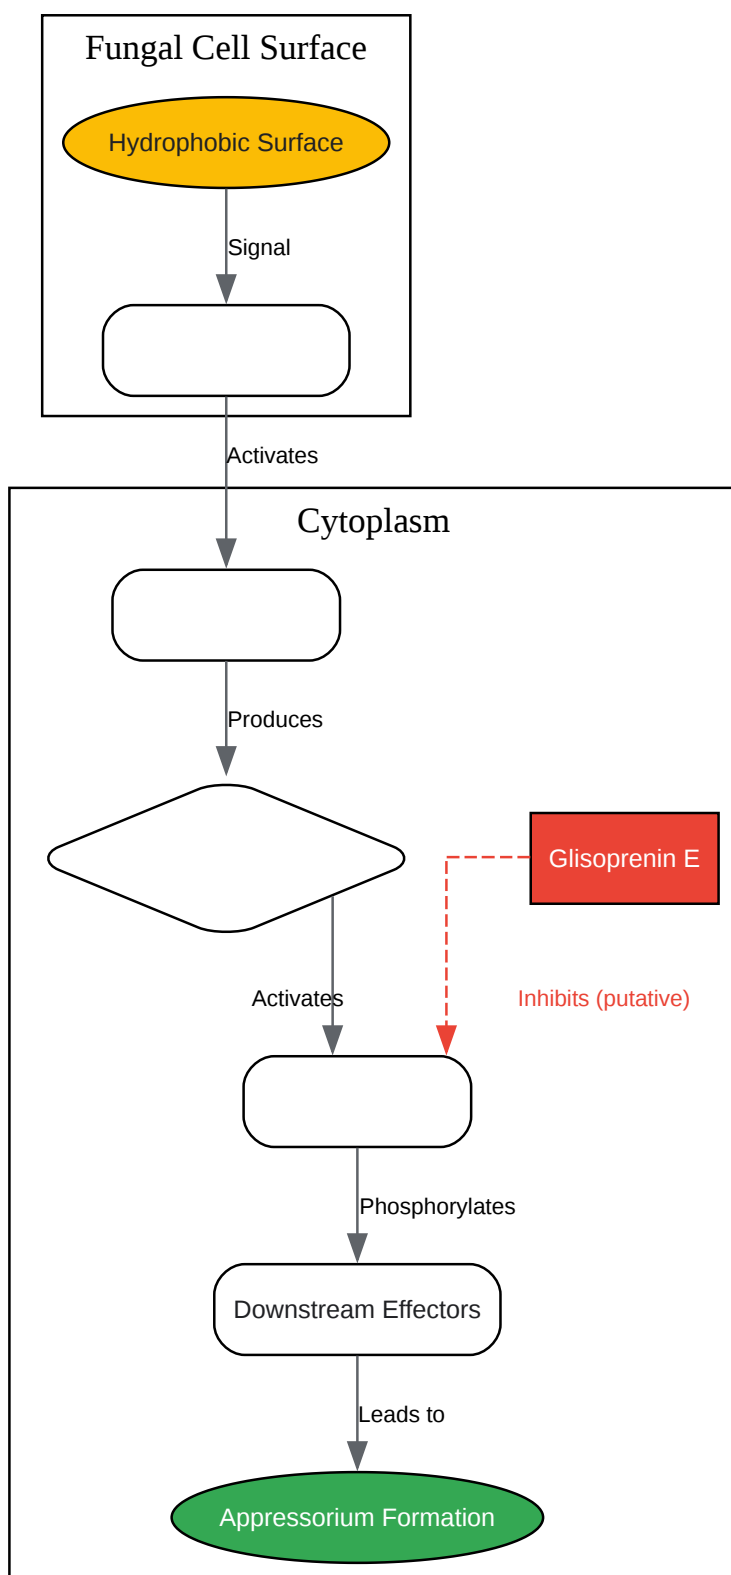 Fungal Cell Surface
Hydrophobic Surface
Signal
Activates
Cytoplasm
Produces
Glisoprenin E
Activates
Inhibits (putative)
Phosphorylates
Downstream Effectors
Leads to
Appressorium Formation